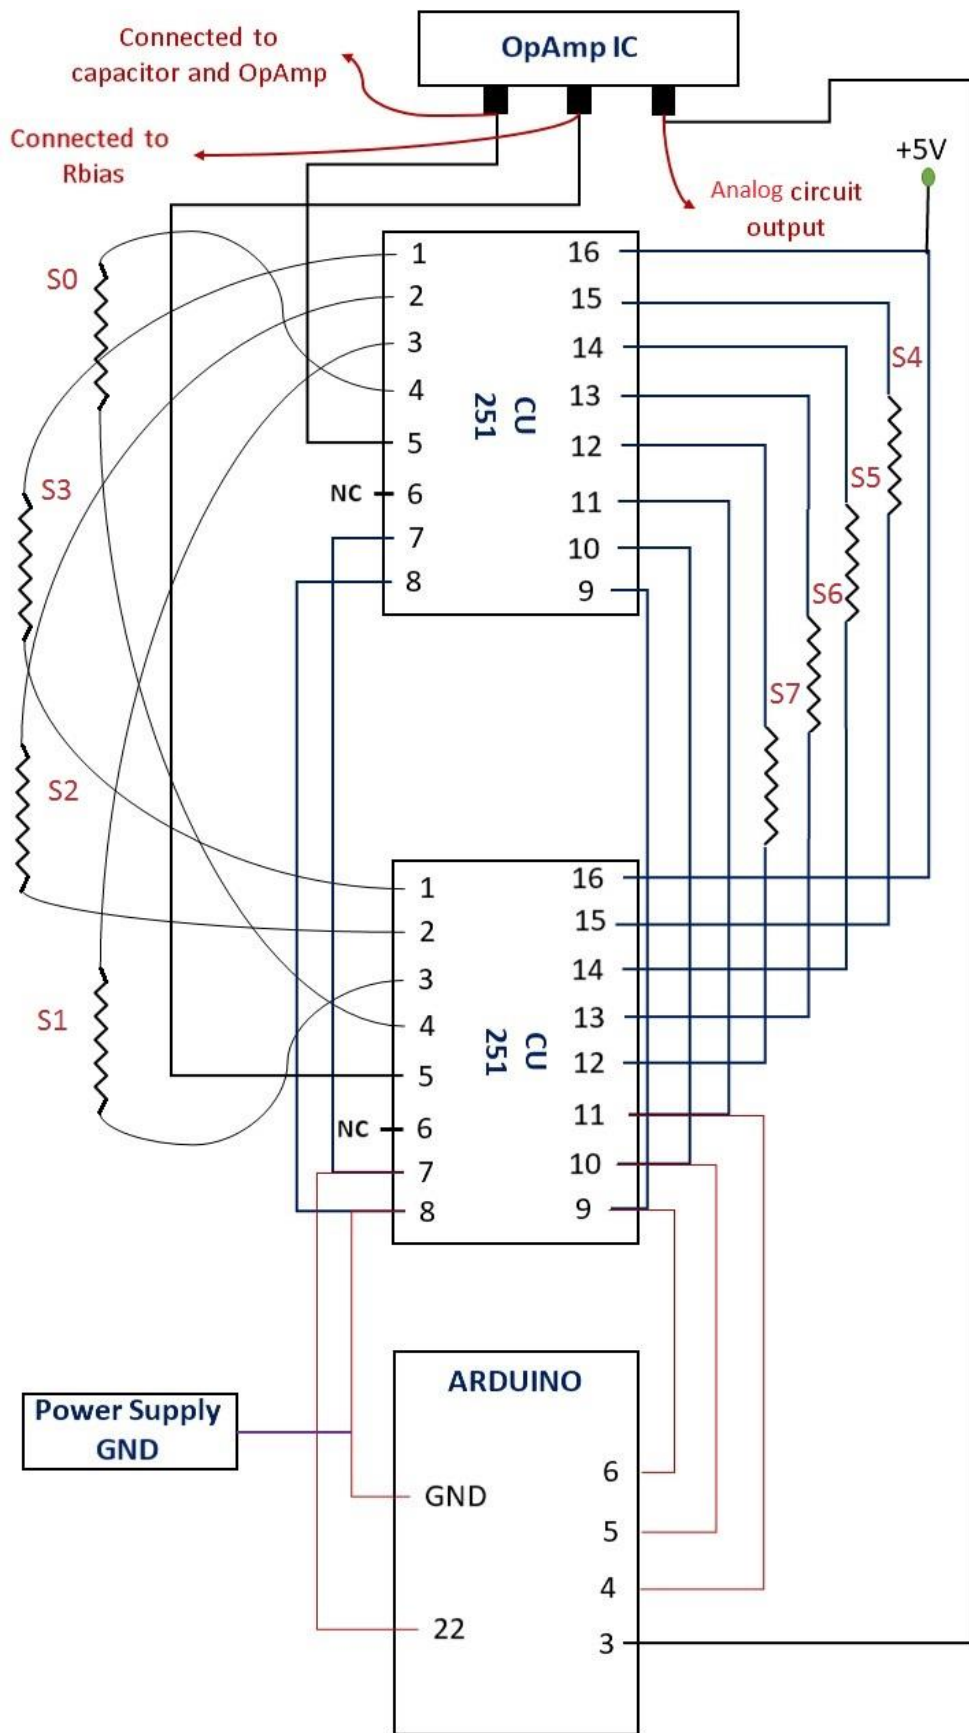 OpAmp IC
Connected to
capacitor and OpAmp
Connected to
Rbias
Analog circuit
output
+5V
S0
S3
S2
S1
S4
S5
S6
S7
1
2
3
4
5
NC
6
7
8
CU
251
16
15
14
13
12
11
10
9
1
2
3
4
5
NC
6
7
8
CU
251
16
15
14
13
12
11
10
9
Power Supply
GND
ARDUINO
GND
22
6
5
4
3